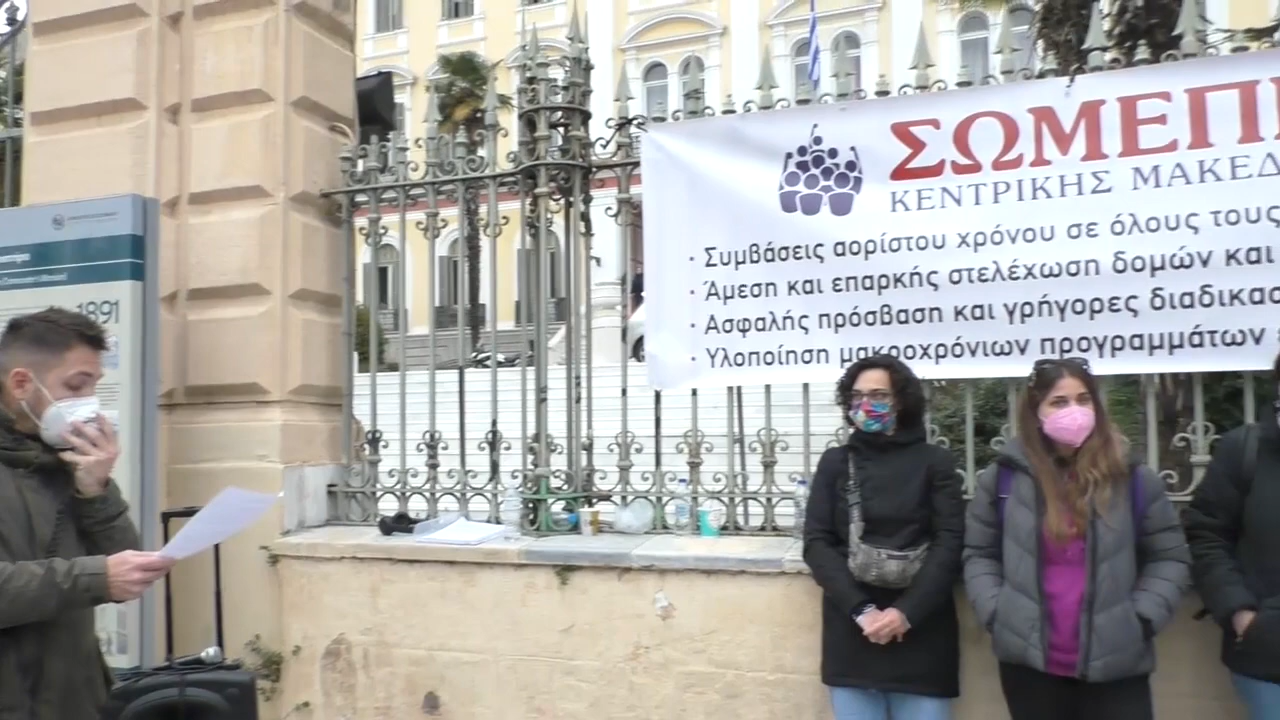 1891
ΣΩΜΕΠ
ΚΕΝΤΡΙΚΗΣ ΜΑΚΕΔ
· Συμβάσεις αορίστου χρόνου σε όλους τους
· Άμεση και επαρκής στελέχωση δομών και
· Ασφαλής πρόσβαση και γρήγορες διαδικασ
· Υλοποίηση μακροχρόνιων προγραμμάτων